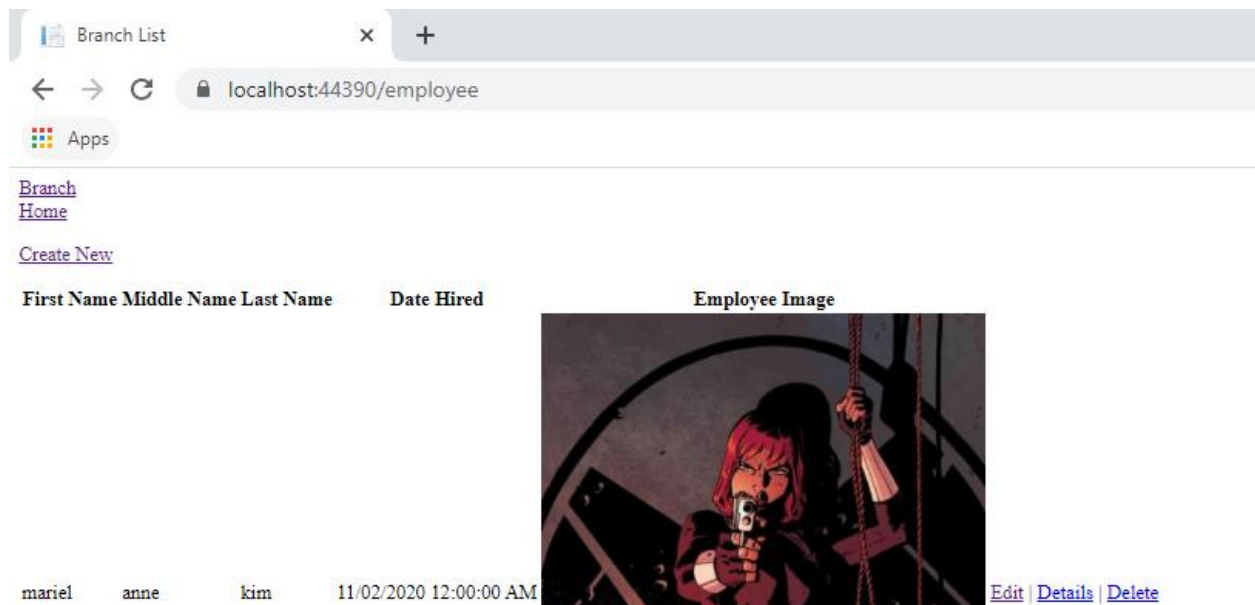 Branch List
localhost:44390/employee
Apps
Branch
Home
Create New
First Name Middle Name Last Name Date Hired Employee Image
mariel anne kim 11/02/2020 12:00:00 AM Edit | Details | Delete